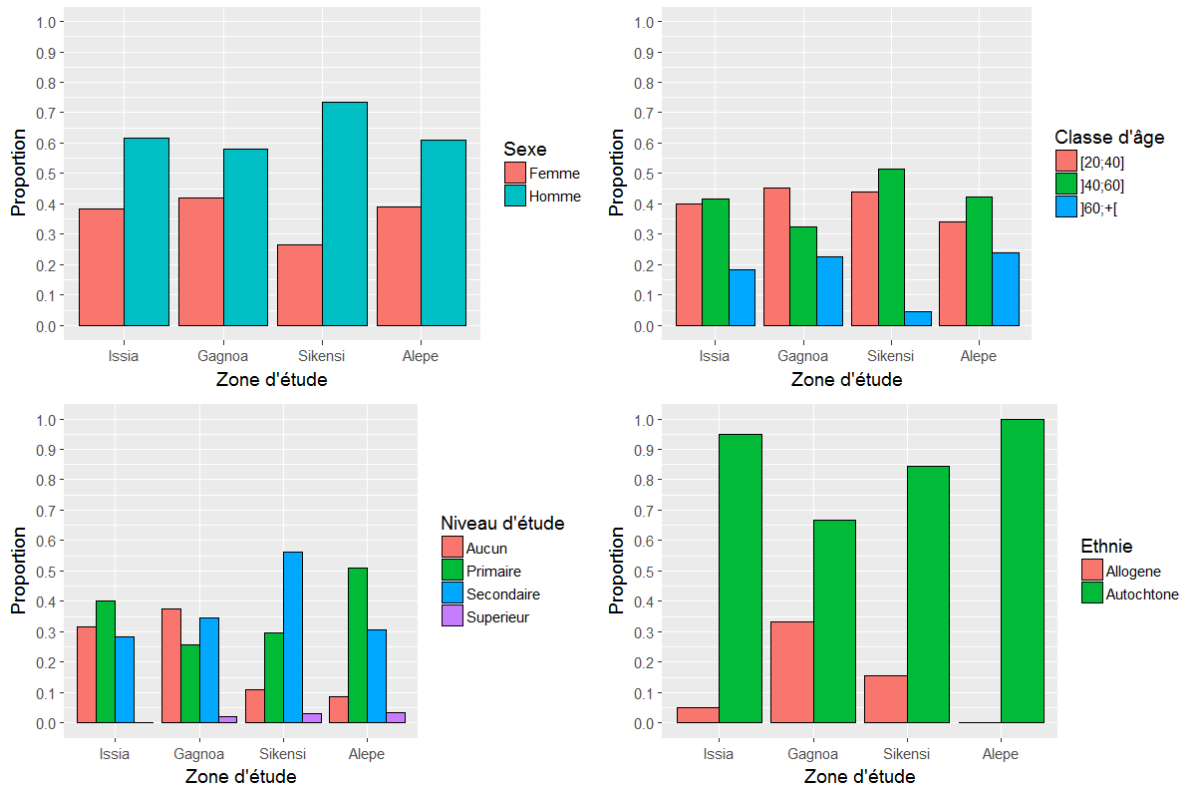 1.0
0.9
0.8
0.7
0.6
0.5
0.4
0.3
0.2
0.1
0.0
Proportion
Issia Gagnoa Sikensi Alepe
Zone d'étude
Sexe
Femme
Homme
1.0
0.9
0.8
0.7
0.6
0.5
0.4
0.3
0.2
0.1
0.0
Proportion
Issia Gagnoa Sikensi Alepe
Zone d'étude
Classe d'âge
[20;40]
]40;60]
]60;+[
1.0
0.9
0.8
0.7
0.6
0.5
0.4
0.3
0.2
0.1
0.0
Proportion
Issia Gagnoa Sikensi Alepe
Zone d'étude
Niveau d'étude
Aucun
Primaire
Secondaire
Superieur
1.0
0.9
0.8
0.7
0.6
0.5
0.4
0.3
0.2
0.1
0.0
Proportion
Issia Gagnoa Sikensi Alepe
Zone d'étude
Ethnie
Allogene
Autochtone